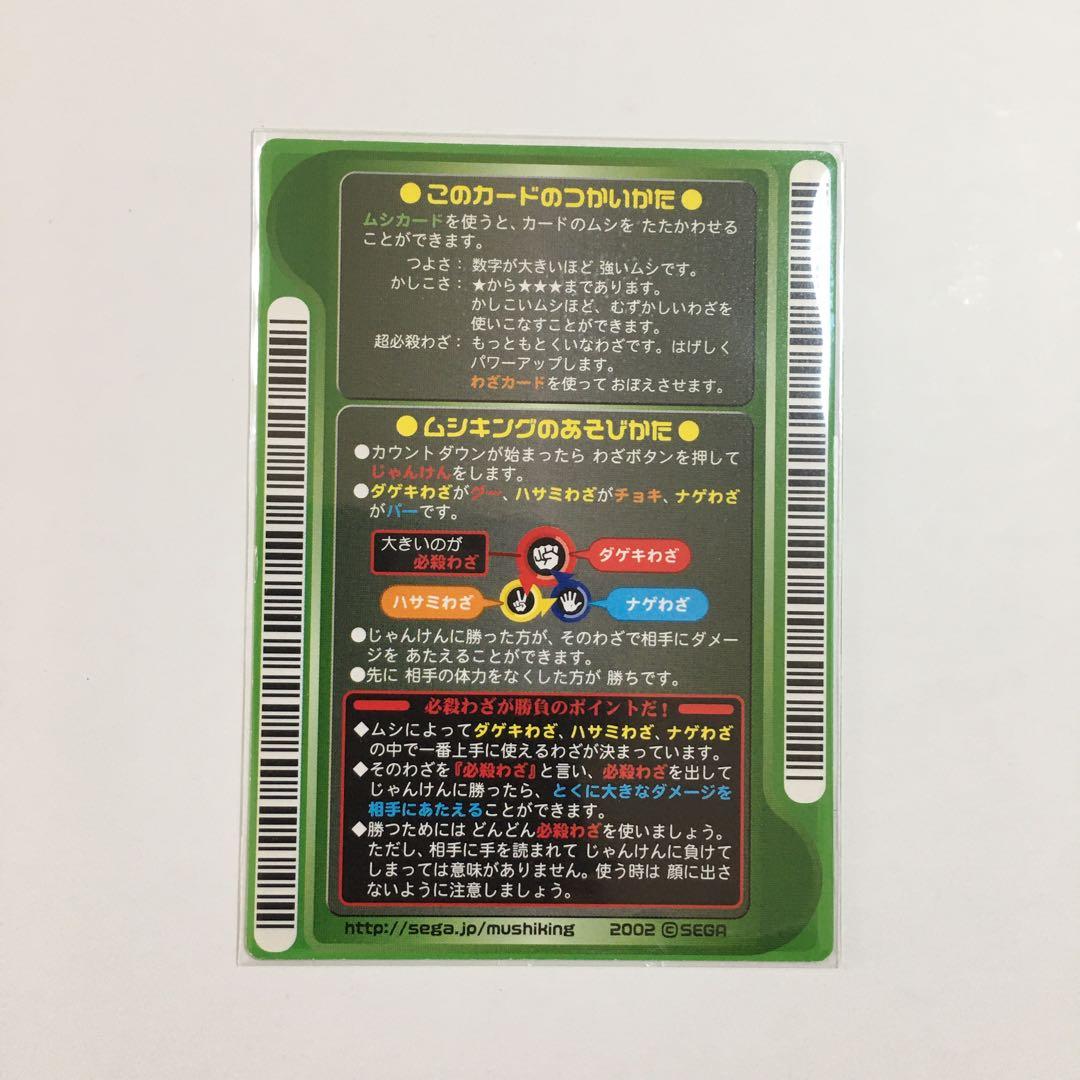 ●このカードのつかいかた●
ムシカードを使うと、カードのムシを たたかわせる
ことができます。
つよさ： 数字が大きいほど 強いムシです。
かしこさ： ★から★★★まであります。
かしこいムシほど、むずかしいわざを
使いこなすことができます。
超必殺わざ： もっともとくいなわざです。はげしく
パワーアップします。
わざカードを使って おぼえさせます。
●ムシキングのあそびかた●
●カウントダウンが始まったら わざボタンを押して
じゃんけんをします。
●ダゲキわざがグー、ハサミわざがチョキ、ナゲわざ
がパーです。
大きいのが
必殺わざ
ダゲキわざ
ハサミわざ
ナゲわざ
●じゃんけんに勝った方が、そのわざで相手にダメー
ジを あたえることができます。
●先に 相手の体力をなくした方が 勝ちです。
必殺わざが勝負のポイントだ！
◆ムシによってダゲキわざ、ハサミわざ、ナゲわざ
の中で一番上手に使えるわざが決まっています。
◆そのわざを『必殺わざ』と言い、必殺わざを出して
じゃんけんに勝ったら、とくに大きなダメージを
相手にあたえることができます。
◆勝つためには どんどん必殺わざを使いましょう。
ただし、相手に手を読まれて じゃんけんに負けて
しまっては意味がありません。使う時は 顔に出さ
ないように注意しましょう。
http://sega.jp/mushiking 2002 ©SEGA